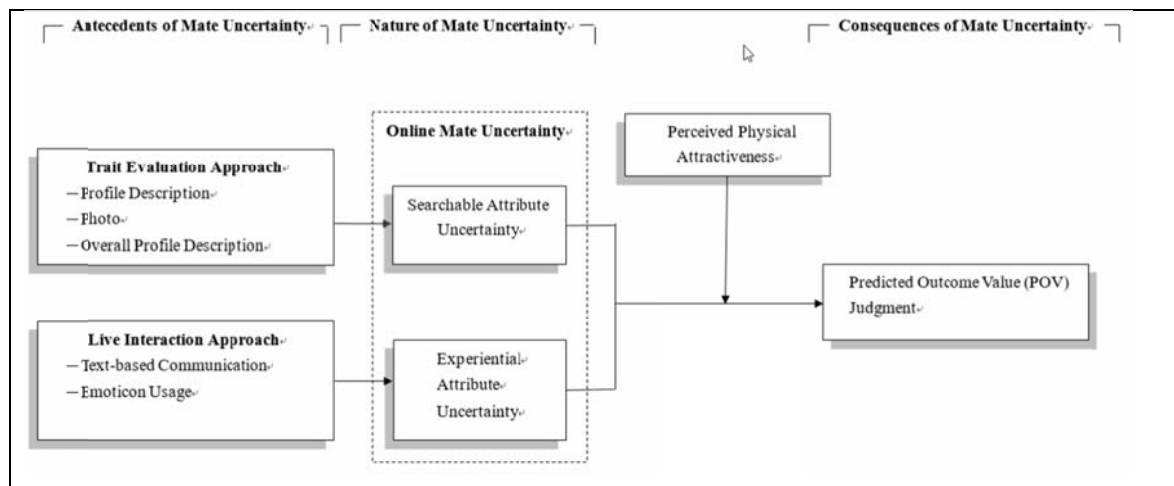 Antecedents of Mate Uncertainty
Nature of Mate Uncertainty
Consequences of Mate Uncertainty
Trait Evaluation Approach
—Profile Description
—Photo
—Overall Profile Description
Live Interaction Approach
—Text-based Communication
—Emoticon Usage
Online Mate Uncertainty
Searchable Attribute
Uncertainty
Experiential
Attribute
Uncertainty
Perceived Physical
Attractiveness
Predicted Outcome Value (POV)
Judgment